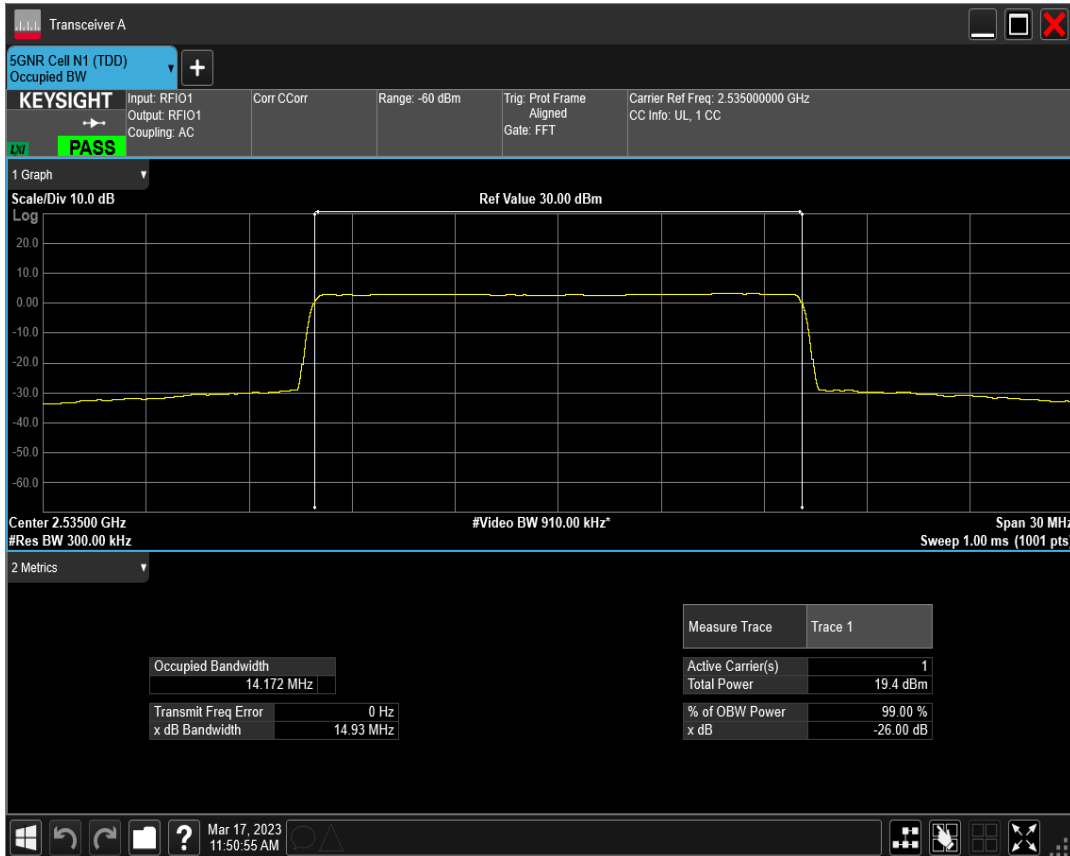 Transceiver A
5GNR Cell N1 (TDD)
Occupied BW
+
KEYSIGHT
LXI
PASS
Input: RFIO1
Output: RFIO1
Coupling: AC
Corr CCorr
Range: -60 dBm
Trig: Prot Frame
Aligned
Gate: FFT
Carrier Ref Freq: 2.535000000 GHz
CC Info: UL, 1 CC
1 Graph
Scale/Div 10.0 dB
Ref Value 30.00 dBm
Log
20.0
10.0
0.00
-10.0
-20.0
-30.0
-40.0
-50.0
-60.0
Center 2.53500 GHz
#Video BW 910.00 kHz*
Span 30 MHz
#Res BW 300.00 kHz
Sweep 1.00 ms (1001 pts)
2 Metrics
Measure Trace Trace 1
Occupied Bandwidth
14.172 MHz
Active Carrier(s) 1
Total Power 19.4 dBm
Transmit Freq Error 0 Hz
x dB Bandwidth 14.93 MHz
% of OBW Power 99.00 %
x dB -26.00 dB
?
Mar 17, 2023
11:50:55 AM